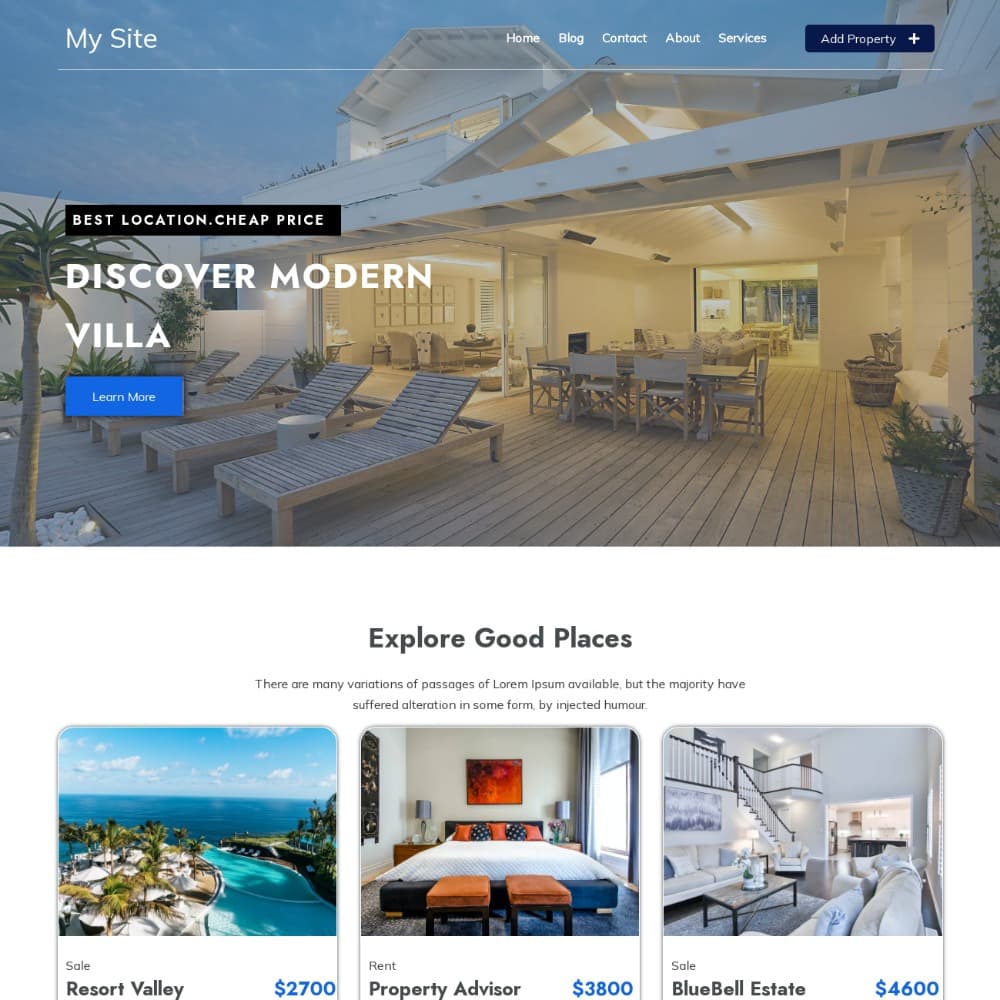 My Site
Home Blog Contact About Services Add Property
BEST LOCATION.CHEAP PRICE
DISCOVER MODERN
VILLA
Learn More
Explore Good Places
There are many variations of passages of Lorem Ipsum available, but the majority have
suffered alteration in some form, by injected humour.
Sale
Resort Valley $2700
Rent
Property Advisor $3800
Sale
BlueBell Estate $4600